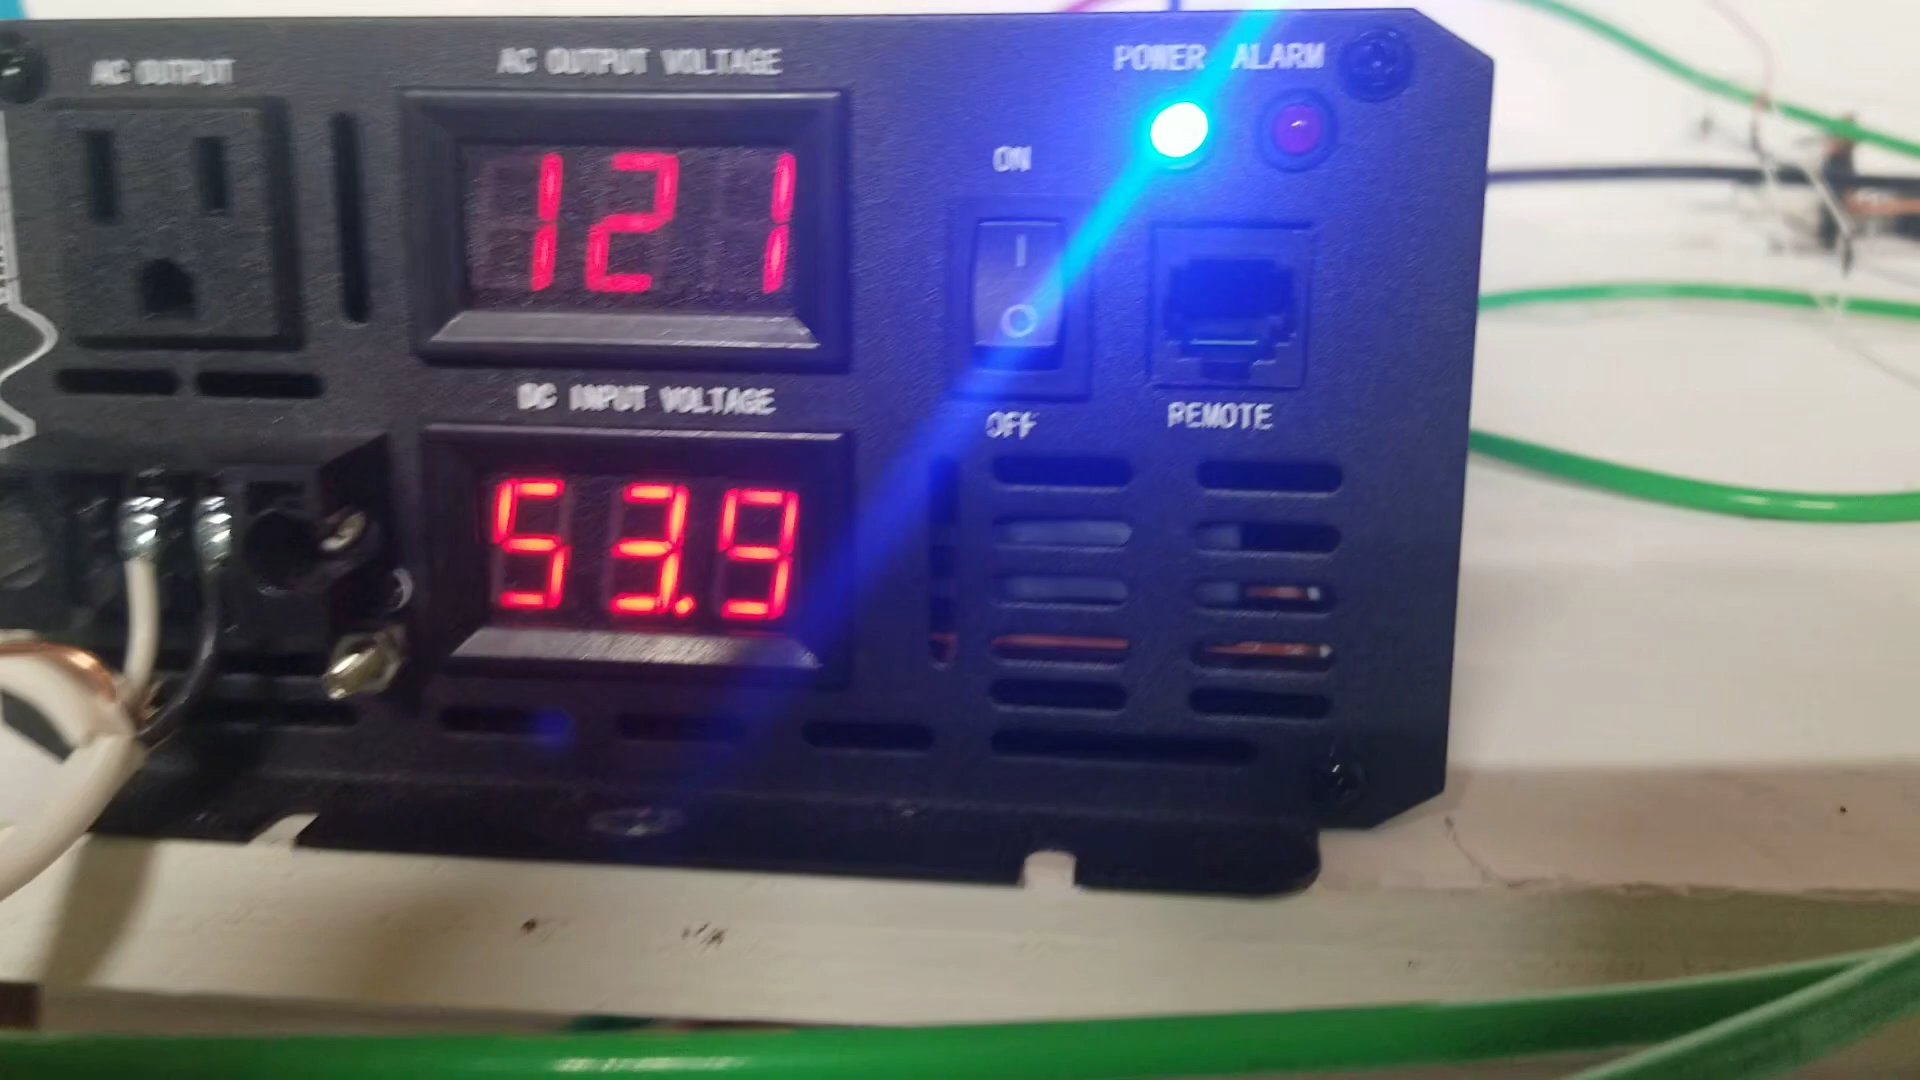 AC OUTPUT
AC OUTPUT VOLTAGE
POWER ALARM
121
ON
I
O
OFF
REMOTE
DC INPUT VOLTAGE
53.9